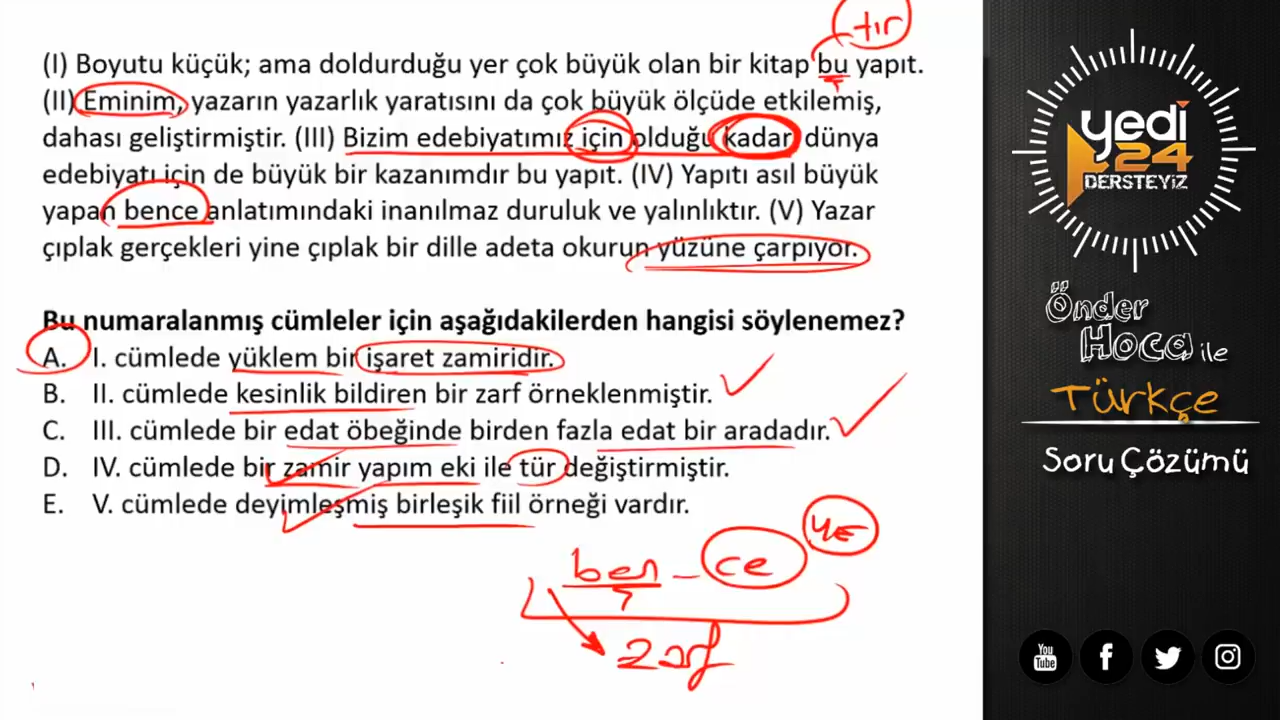 tır
(I) Boyutu küçük; ama doldurduğu yer çok büyük olan bir kitap bu yapıt.
(II) Eminim, yazarın yazarlık yaratısını da çok büyük ölçüde etkilemiş,
dahası geliştirmiştir. (III) Bizim edebiyatımız için olduğu kadar dünya
edebiyatı için de büyük bir kazanımdır bu yapıt. (IV) Yapıtı asıl büyük
yapan bence anlatımındaki inanılmaz duruluk ve yalınlıktır. (V) Yazar
çıplak gerçekleri yine çıplak bir dille adeta okurun yüzüne çarpıyor.
Bu numaralanmış cümleler için aşağıdakilerden hangisi söylenemez?
A. I. cümlede yüklem bir işaret zamiridir.
B. II. cümlede kesinlik bildiren bir zarf örneklenmiştir.
C. III. cümlede bir edat öbeğinde birden fazla edat bir aradadır.
D. IV. cümlede bir zamir yapım eki ile tür değiştirmiştir.
E. V. cümlede deyimleşmiş birleşik fiil örneği vardır.
ben - ce YE
zarf
yedi
24
DERSTEYİZ
Önder
Hoca ile
Türkçe
Soru Çözümü
You
Tube